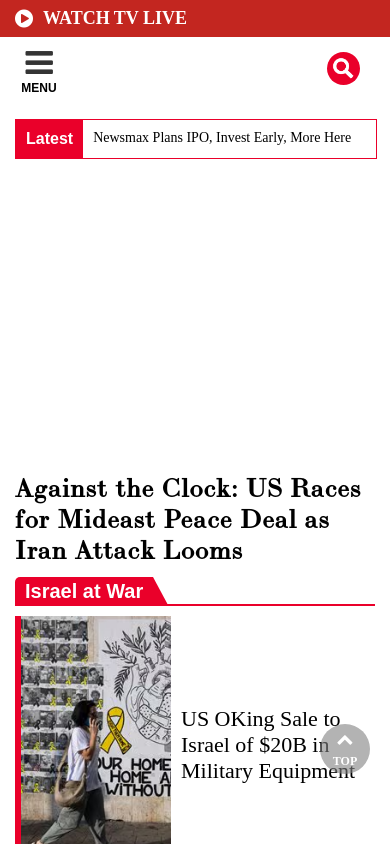 WATCH TV LIVE
MENU
Latest
Newsmax Plans IPO, Invest Early, More Here
Against the Clock: US Races
for Mideast Peace Deal as
Iran Attack Looms
Israel at War
OUR HOME
HOME A
WITHOUT
US OKing Sale to
Israel of $20B in
Military Equipment
TOP